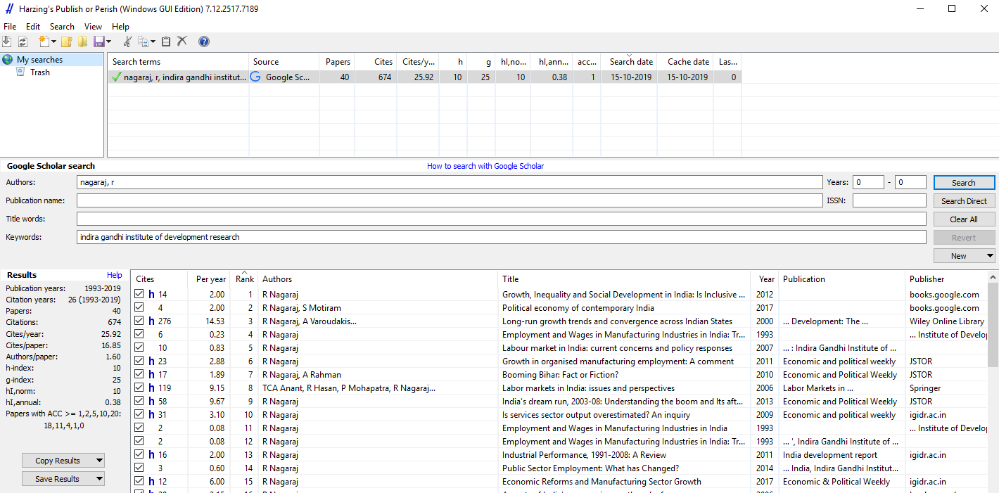 Harzing's Publish or Perish (Windows GUI Edition) 7.12.2517.7189
File Edit Search View Help
My searches
Trash
Search terms Source Papers Cites Cites/y... h g hI,no... hI,ann... acc... Search date Cache date Las...
nagaraj, r, indira gandhi institut... Google Sc... 40 674 25.92 10 25 10 0.38 1 15-10-2019 15-10-2019 0
Google Scholar search How to search with Google Scholar
Authors: nagaraj, r Years: 0 - 0 Search
Publication name: ISSN: Search Direct
Title words: Clear All
Keywords: indira gandhi institute of development research Revert
New
Results Help
Publication years: 1993-2019
Citation years: 26 (1993-2019)
Papers: 40
Citations: 674
Cites/year: 25.92
Cites/paper: 16.85
Authors/paper: 1.60
h-index: 10
g-index: 25
hI,norm: 10
hI,annual: 0.38
Papers with ACC >= 1,2,5,10,20:
18,11,4,1,0
Copy Results
Save Results
Cites Per year Rank Authors Title Year Publication Publisher
h 14 2.00 1 R Nagaraj Growth, Inequality and Social Development in India: Is Inclusive ... 2012 books.google.com
4 2.00 2 R Nagaraj, S Motiram Political economy of contemporary India 2017 books.google.com
h 276 14.53 3 R Nagaraj, A Varoudakis... Long-run growth trends and convergence across Indian States 2000 ... Development: The ... Wiley Online Library
6 0.23 4 R Nagaraj Employment and Wages in Manufacturing Industries in India: Tr... 1993 ... Institute of Develop
10 0.83 5 R Nagaraj Labour market in India: current concerns and policy responses 2007 ... : Indira Gandhi Institute of ...
h 23 2.88 6 R Nagaraj Growth in organised manufacturing employment: A comment 2011 Economic and political weekly JSTOR
h 17 1.89 7 R Nagaraj, A Rahman Booming Bihar: Fact or Fiction? 2010 Economic and Political Weekly JSTOR
h 119 9.15 8 TCA Anant, R Hasan, P Mohapatra, R Nagaraj... Labor markets in India: issues and perspectives 2006 Labor Markets in ... Springer
h 58 9.67 9 R Nagaraj India's dream run, 2003-08: Understanding the boom and Its aft... 2013 Economic and Political Weekly JSTOR
h 31 3.10 10 R Nagaraj Is services sector output overestimated? An inquiry 2009 Economic and political weekly igidr.ac.in
2 0.08 11 R Nagaraj Employment and Wages in Manufacturing Industries in India 1993 ... Institute of Develop
2 0.08 12 R Nagaraj Employment and Wages in Manufacturing Industries in India: Tr... 1993 ... ', Indira Gandhi Institute of ...
h 16 2.00 13 R Nagaraj Industrial Performance, 1991-2008: A Review 2011 India development report igidr.ac.in
3 0.60 14 R Nagaraj Public Sector Employment: What has Changed? 2014 ... India, Indira Gandhi Institut...
h 12 6.00 15 R Nagaraj Economic Reforms and Manufacturing Sector Growth 2017 Economic & Political Weekly igidr.ac.in